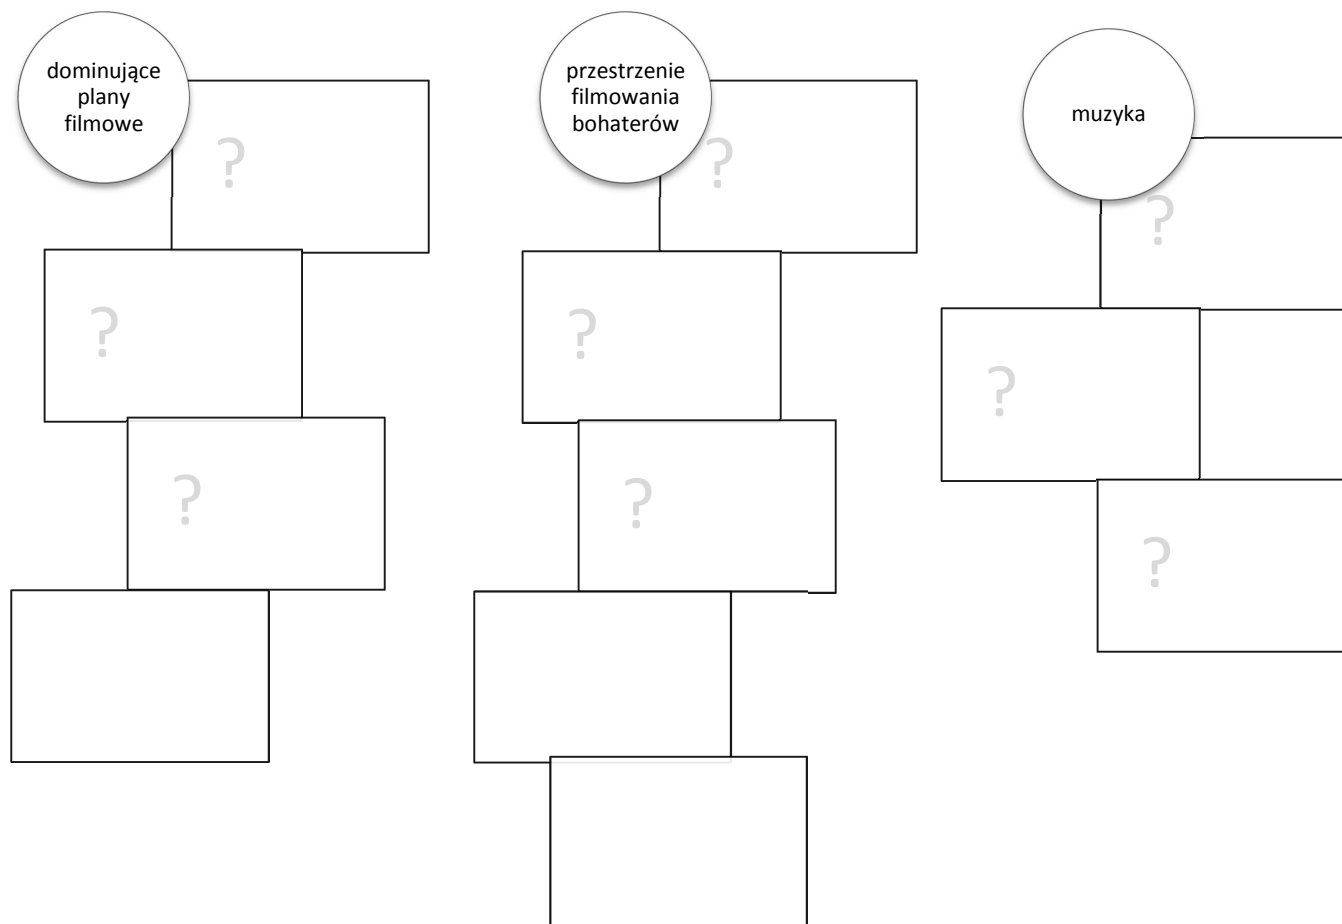 dominujące
plany
filmowe
?
?
?
przestrzenie
filmowania
bohaterów
?
?
?
muzyka
?
?
?